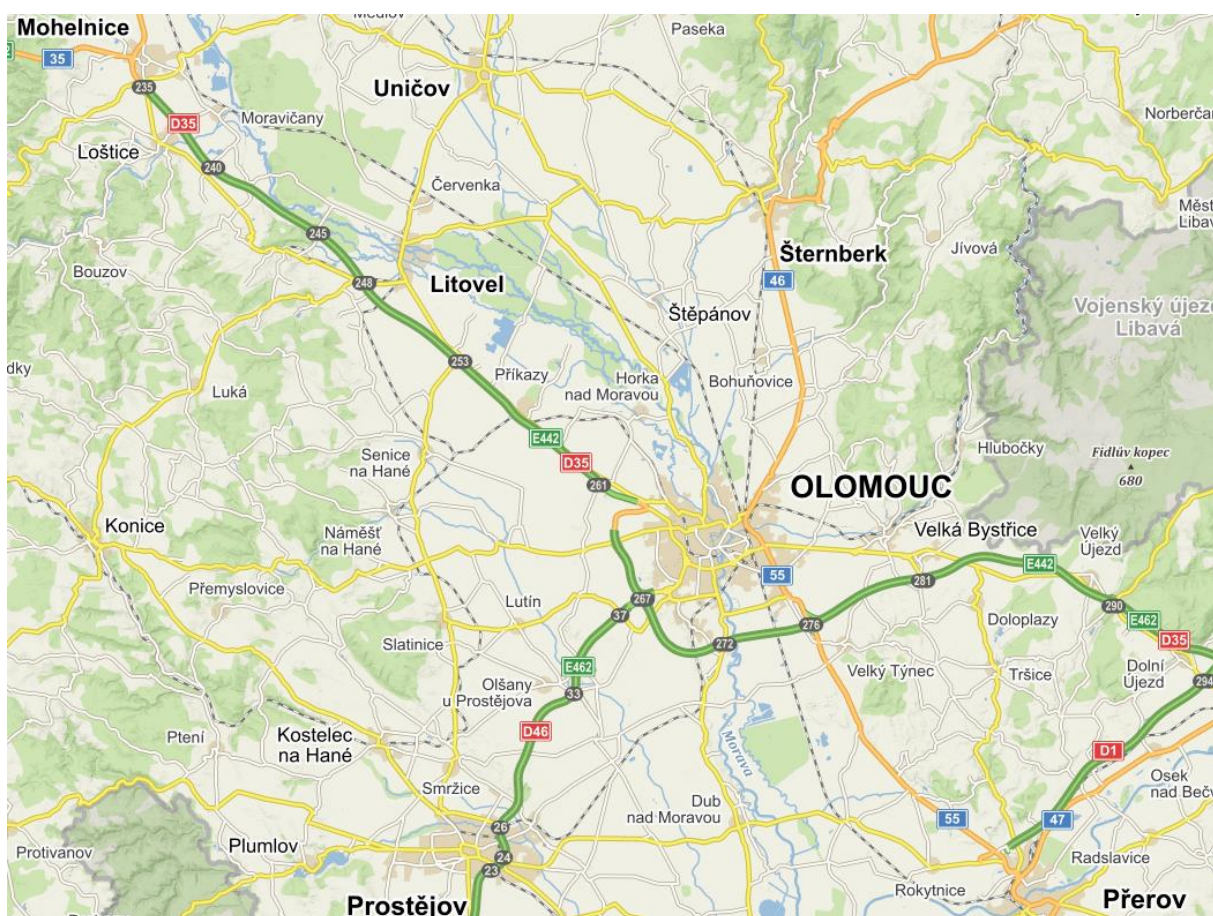 Medlov
Mohelnice
Paseka
35
Uničov
235
Norberčan
D35
Moravičany
Loštice
240
Červenka
Měst
Libav
245
Jívová
Šternberk
Bouzov
248
Litovel
46
Štěpánov
Vojenský újezd
Libavá
253
dky
Příkazy
Horka
nad Moravou
Bohuňovice
Luká
E442
Hlubočky
Fidlův kopec
680
Senice
na Hané
D35
261
OLOMOUC
Konice
Náměšť
na Hané
Velká Bystřice
Velký
Újezd
E442
55
281
Přemyslovice
Lutín
267
37
290
E462
276
Doloplazy
D35
Slatinice
272
E462
Velký Týnec
Tršice
Dolní
Újezd
294
Olšany
u Prostějova
33
Ptení
Kostelec
na Hané
D46
Morava
D1
Osek
nad Bečv
Smržice
Dub
nad Moravou
26
55
47
Protivanov
Plumlov
24
23
Radslavice
Rokytnice
Prostějov
Přerov